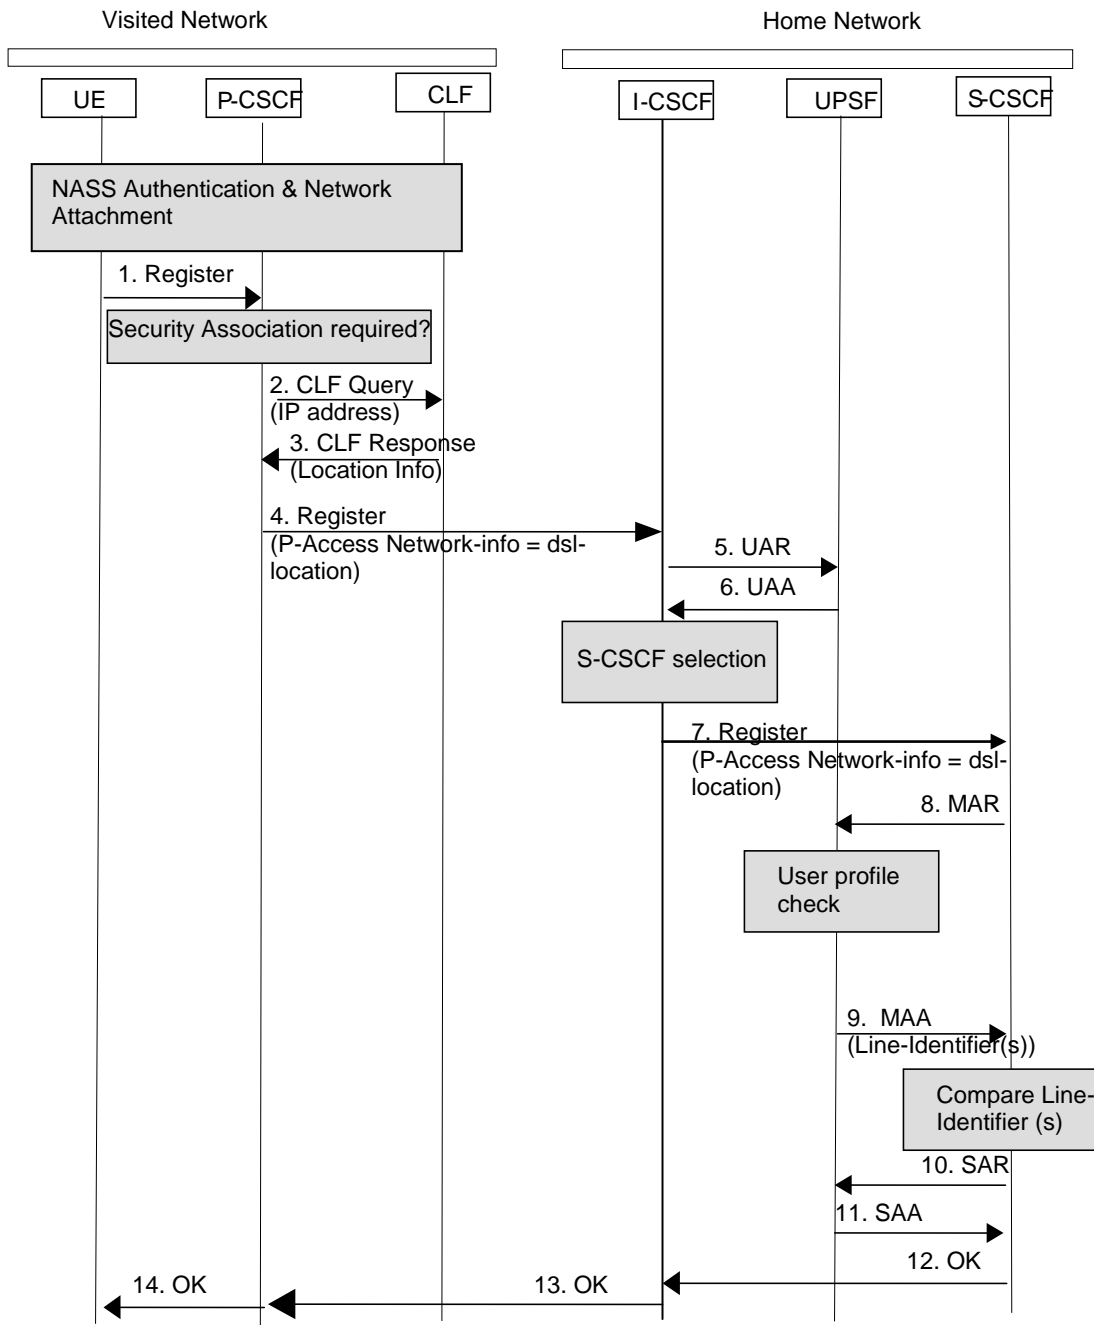 Visited Network
Home Network
UE
P-CSCF
CLF
I-CSCF
UPSF
S-CSCF
NASS Authentication & Network
Attachment
1. Register
Security Association required?
2. CLF Query
(IP address)
3. CLF Response
(Location Info)
4. Register
(P-Access Network-info = dsl-
location)
5. UAR
6. UAA
S-CSCF selection
7. Register
(P-Access Network-info = dsl-
location)
8. MAR
User profile
check
9. MAA
(Line-Identifier(s))
Compare Line-
Identifier (s)
10. SAR
11. SAA
12. OK
13. OK
14. OK